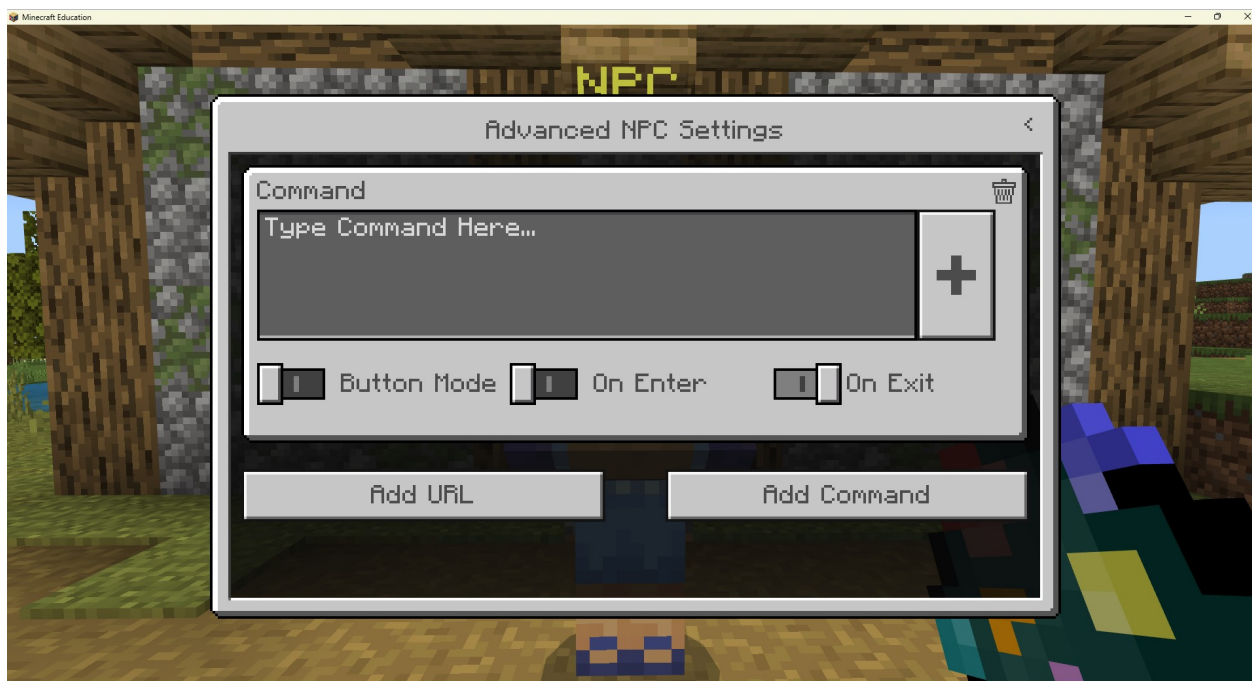 Minecraft Education
NPC
Advanced NPC Settings
Command
Type Command Here...
Button Mode
On Enter
On Exit
Add URL
Add Command